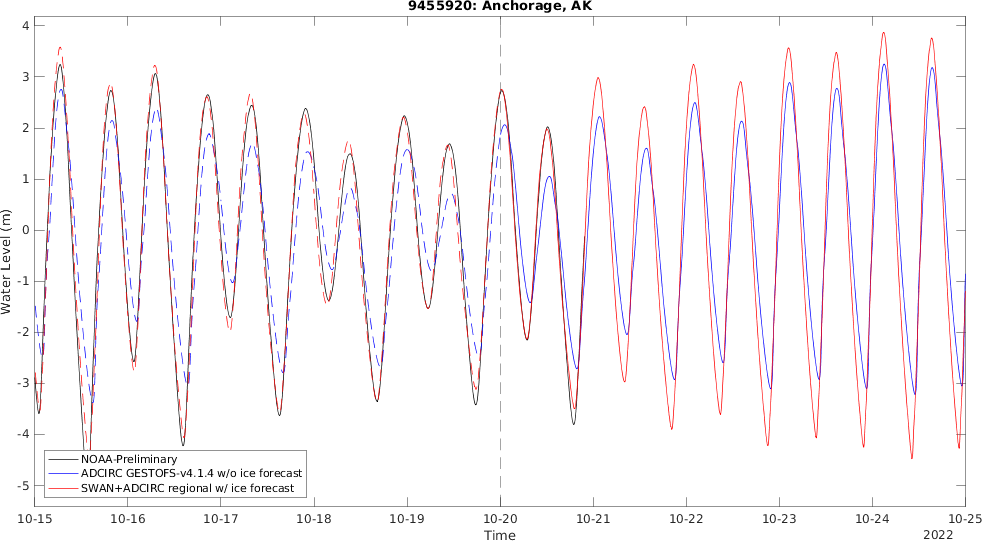 9455920: Anchorage, AK
4
3
2
1
0
-1
-2
-3
-4
-5
Water Level (m)
NOAA-Preliminary
ADCIRC GESTOFS-v4.1.4 w/o ice forecast
SWAN+ADCIRC regional w/ ice forecast
10-15 10-16 10-17 10-18 10-19 10-20 10-21 10-22 10-23 10-24 10-25
Time
2022